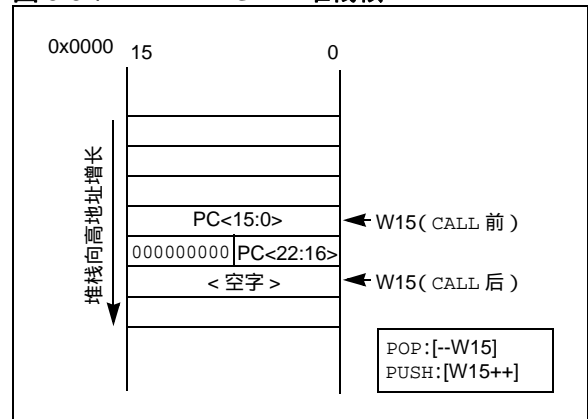 0x0000
15 0
堆栈向高地址增长
PC<15:0>
W15( CALL 前 )
000000000 PC<22:16>
< 空字 >
W15( CALL 后 )
POP:[--W15]
PUSH:[W15++]